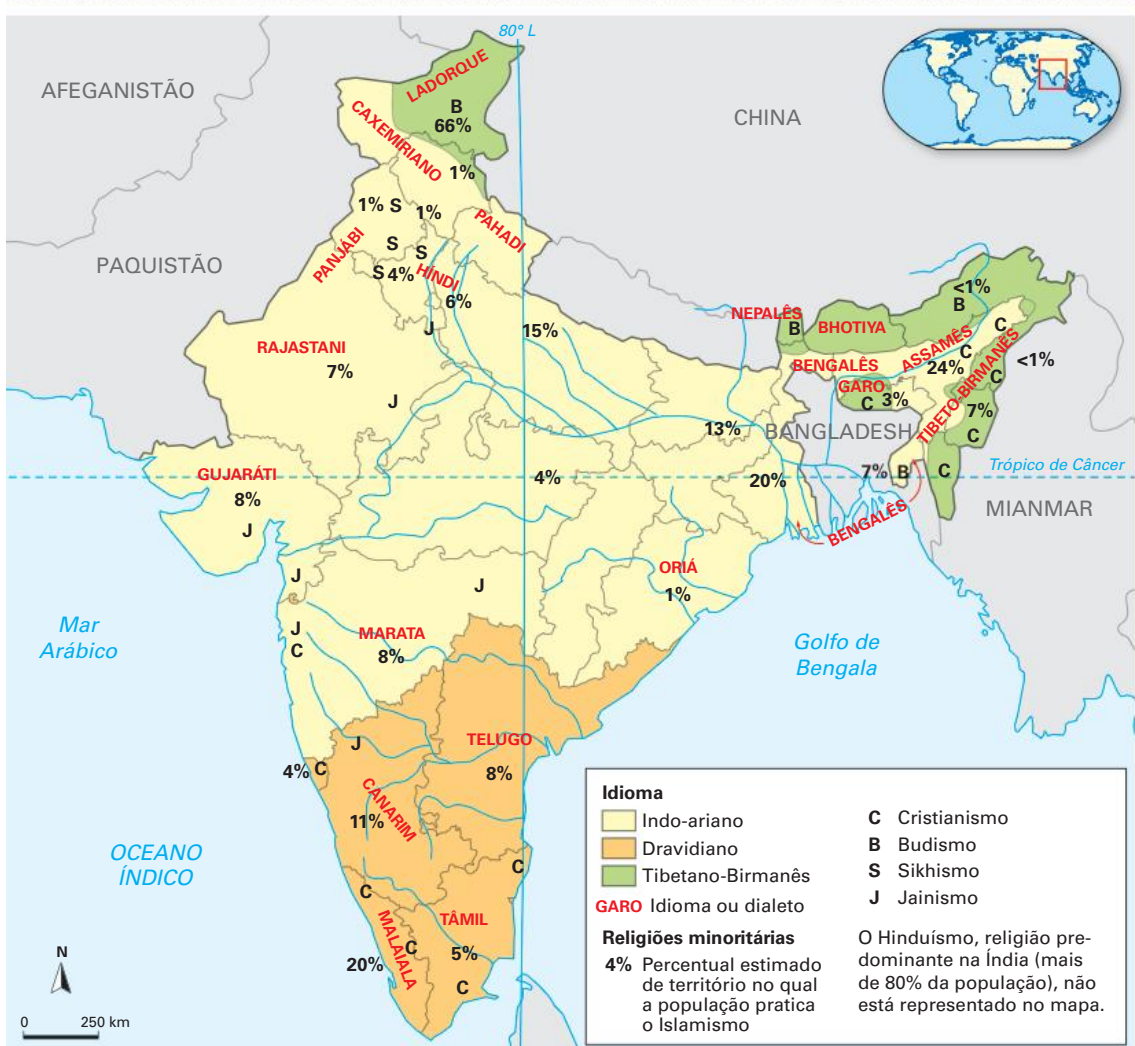 80° L
AFEGANISTÃO
LADORQUE
B
66%
CHINA
CAXEMIRIANO
1%
1% S
1%
PAHADI
PANJÁBI
S
S
PAQUISTÃO
S 4%
HÍNDI
6%
J
15%
<1%
B
NEPALÊS
B
BHOTIYA
C
ASSAMÊS
C
<1%
RAJASTANI
7%
BENGALÊS
24%
C
GARO
C 3%
TIBETO-BIRMANÊS
7%
C
J
13%
BANGLADESH
Trópico de Câncer
GUJARÁTI
8%
4%
20%
7% B
C
MIANMAR
BENGALÊS
J
ORIÁ
1%
J
J
Mar
Arábico
J
C
MARATA
8%
Golfo de
Bengala
J
TELUGO
8%
4% C
CANARIM
11%
OCEANO
ÍNDICO
C
C
MALAIALA
TÂMIL
C
5%
20%
C
N
0 250 km
Idioma
Indo-ariano
Dravidiano
Tibetano-Birmanês
GARO Idioma ou dialeto
Religiões minoritárias
4% Percentual estimado
de território no qual
a população pratica
o Islamismo
C Cristianismo
B Budismo
S Sikhismo
J Jainismo
O Hinduísmo, religião pre-
dominante na Índia (mais
de 80% da população), não
está representado no mapa.